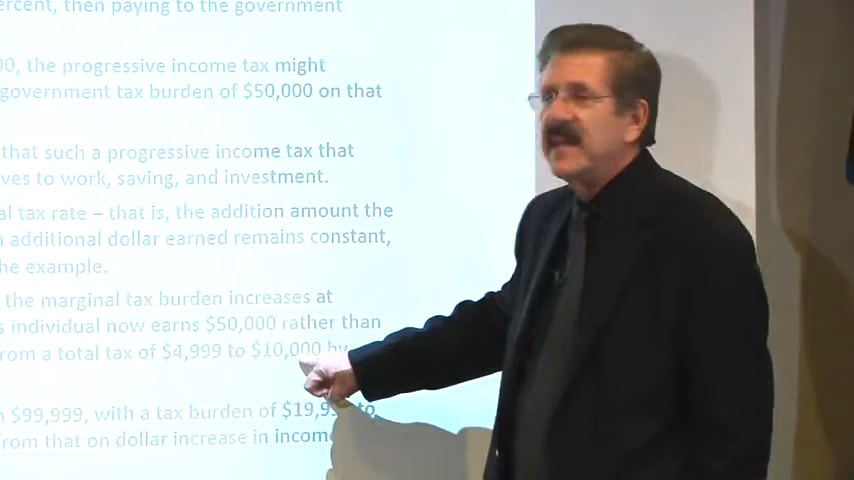 ercent, then paying to the government
00, the progressive income tax might
government tax burden of $50,000 on that
that such a progressive income tax that
ves to work, saving, and investment.
al tax rate – that is, the addition amount the
n additional dollar earned remains constant,
he example.
the marginal tax burden increases at
s individual now earns $50,000 rather than
rom a total tax of $4,999 to $10,000 by
n $99,999, with a tax burden of $19,9 to
from that on dollar increase in income